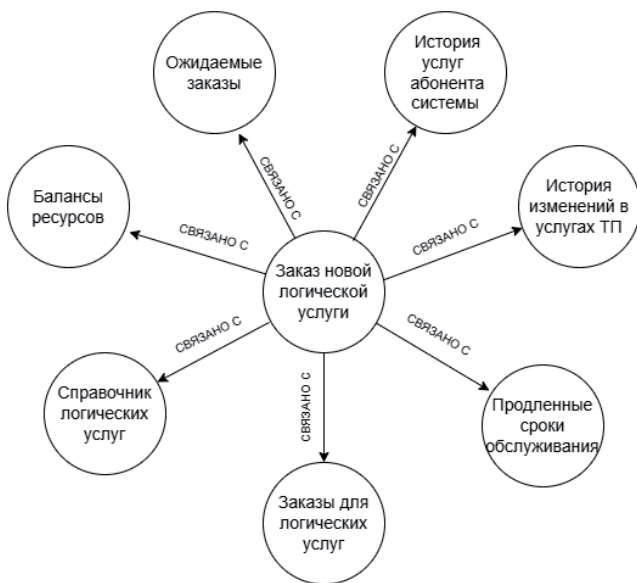 Ожидаемые
заказы
История
услуг
абонента
системы
СВЯЗАНО С
СВЯЗАНО С
Балансы
ресурсов
История
изменений в
услугах ТП
СВЯЗАНО С
СВЯЗАНО С
Заказ новой
логической
услуги
СВЯЗАНО С
СВЯЗАНО С
СВЯЗАНО С
Справочник
логических
услуг
Продленные
сроки
обслуживания
Заказы для
логических
услуг